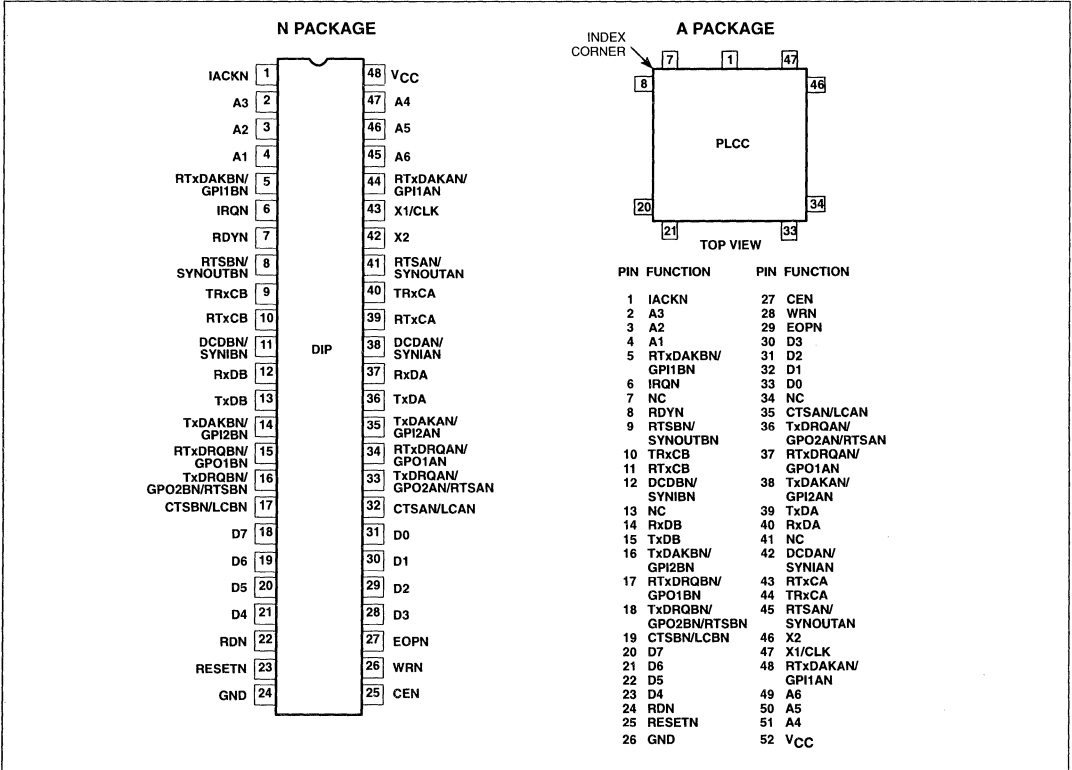 N PACKAGE
IACKN 1
A3 2
A2 3
A1 4
RTxDAKBN/
GPI1BN 5
IRQN 6
RDYN 7
RTSBN/
SYNOUTBN 8
TRxCB 9
RTxCB 10
DCDBN/
SYNIBN 11
RxDB 12
TxDB 13
TxDAKBN/
GPI2BN 14
RTxDRQBN/
GPO1BN 15
TxDRQBN/
GPO2BN/RTSBN 16
CTSBN/LCBN 17
D7 18
D6 19
D5 20
D4 21
RDN 22
RESETN 23
GND 24
DIP
48 VCC
47 A4
46 A5
45 A6
44 RTxDAKAN/
GPI1AN
43 X1/CLK
42 X2
41 RTSAN/
SYNOUTAN
40 TRxCA
39 RTxCA
38 DCDAN/
SYNIAN
37 RxDA
36 TxDA
35 TxDAKAN/
GPI2AN
34 RTxDRQAN/
GPO1AN
33 TxDRQAN/
GPO2AN/RTSAN
32 CTSAN/LCAN
31 D0
30 D1
29 D2
28 D3
27 EOPN
26 WRN
25 CEN
A PACKAGE
INDEX
CORNER
7 1 47
8 46
PLCC
20 34
21 33
TOP VIEW
PIN FUNCTION
1 IACKN
2 A3
3 A2
4 A1
5 RTxDAKBN/
GPI1BN
6 IRQN
7 NC
8 RDYN
9 RTSBN/
SYNOUTBN
10 TRxCB
11 RTxCB
12 DCDBN/
SYNIBN
13 NC
14 RxDB
15 TxDB
16 TxDAKBN/
GPI2BN
17 RTxDRQBN/
GPO1BN
18 TxDRQBN/
GPO2BN/RTSBN
19 CTSBN/LCBN
20 D7
21 D6
22 D5
23 D4
24 RDN
25 RESETN
26 GND
PIN FUNCTION
27 CEN
28 WRN
29 EOPN
30 D3
31 D2
32 D1
33 D0
34 NC
35 CTSAN/LCAN
36 TxDRQAN/
GPO2AN/RTSAN
37 RTxDRQAN/
GPO1AN
38 TxDAKAN/
GPI2AN
39 TxDA
40 RxDA
41 NC
42 DCDAN/
SYNIAN
43 RTxCA
44 TRxCA
45 RTSAN/
SYNOUTAN
46 X2
47 X1/CLK
48 RTxDAKAN/
GPI1AN
49 A6
50 A5
51 A4
52 VCC